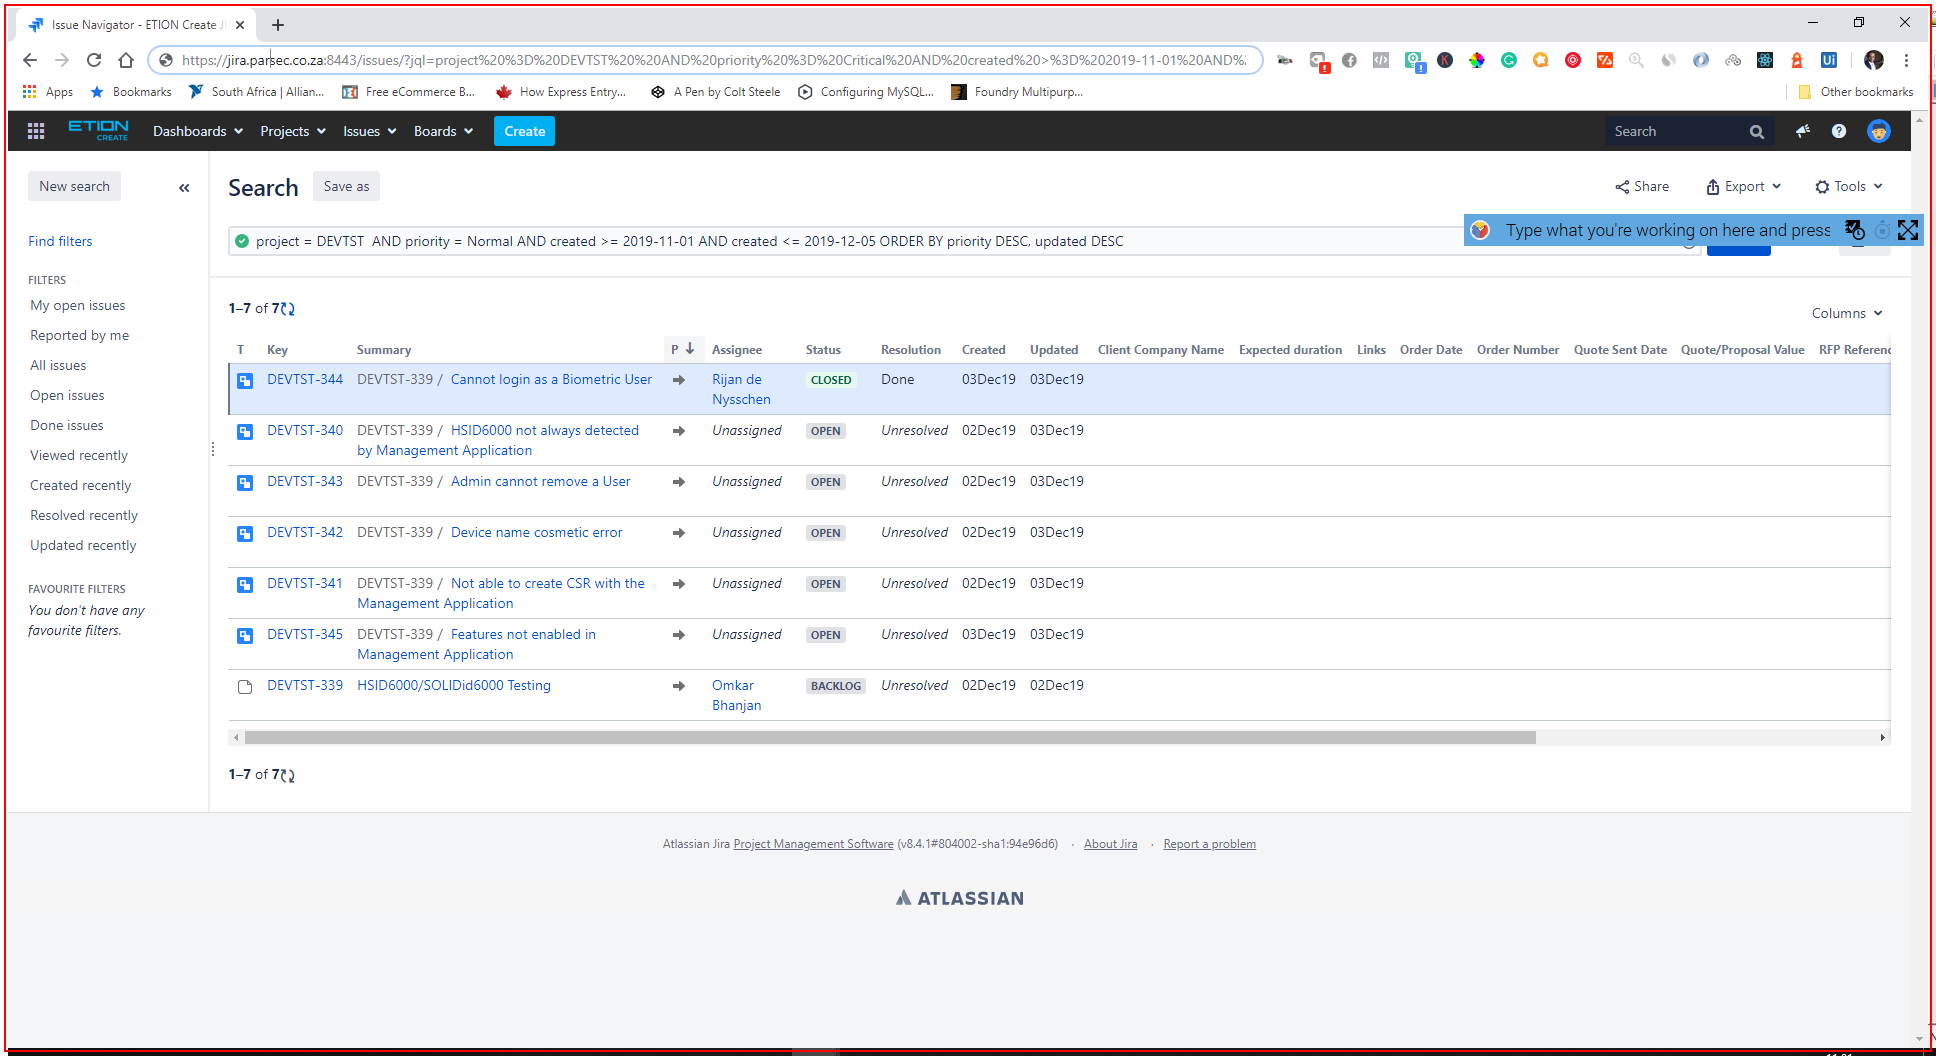 Issue Navigator - ETION Create J
https://jira.parsec.co.za:8443/issues/?jql=project%20%3D%20DEVTST%20%20AND%20priority%20%3D%20Critical%20AND%20created%20>%3D%202019-11-01%20AND%
Apps Bookmarks South Africa | Allian... Free eCommerce B... How Express Entry... A Pen by Colt Steele Configuring MySQL... Foundry Multipurp... Other bookmarks
ETION CREATE Dashboards Projects Issues Boards Create Search
New search
Search Save as Share Export Tools
Type what you're working on here and press
Find filters
project = DEVTST AND priority = Normal AND created >= 2019-11-01 AND created <= 2019-12-05 ORDER BY priority DESC, updated DESC
FILTERS
My open issues
Reported by me
All issues
Open issues
Done issues
Viewed recently
Created recently
Resolved recently
Updated recently
FAVOURITE FILTERS
You don't have any
favourite filters.
1–7 of 7
Columns
T Key Summary P Assignee Status Resolution Created Updated Client Company Name Expected duration Links Order Date Order Number Quote Sent Date Quote/Proposal Value RFP Referenc
DEVTST-344 DEVTST-339 / Cannot login as a Biometric User Rijan de CLOSED Done 03Dec19 03Dec19
Nysschen
DEVTST-340 DEVTST-339 / HSID6000 not always detected Unassigned OPEN Unresolved 02Dec19 03Dec19
by Management Application
DEVTST-343 DEVTST-339 / Admin cannot remove a User Unassigned OPEN Unresolved 02Dec19 03Dec19
DEVTST-342 DEVTST-339 / Device name cosmetic error Unassigned OPEN Unresolved 02Dec19 03Dec19
DEVTST-341 DEVTST-339 / Not able to create CSR with the Unassigned OPEN Unresolved 02Dec19 03Dec19
Management Application
DEVTST-345 DEVTST-339 / Features not enabled in Unassigned OPEN Unresolved 03Dec19 03Dec19
Management Application
DEVTST-339 HSID6000/SOLIDid6000 Testing Omkar BACKLOG Unresolved 02Dec19 02Dec19
Bhanjan
1–7 of 7
Atlassian Jira Project Management Software (v8.4.1#804002-sha1:94e96d6) · About Jira · Report a problem
ATLASSIAN